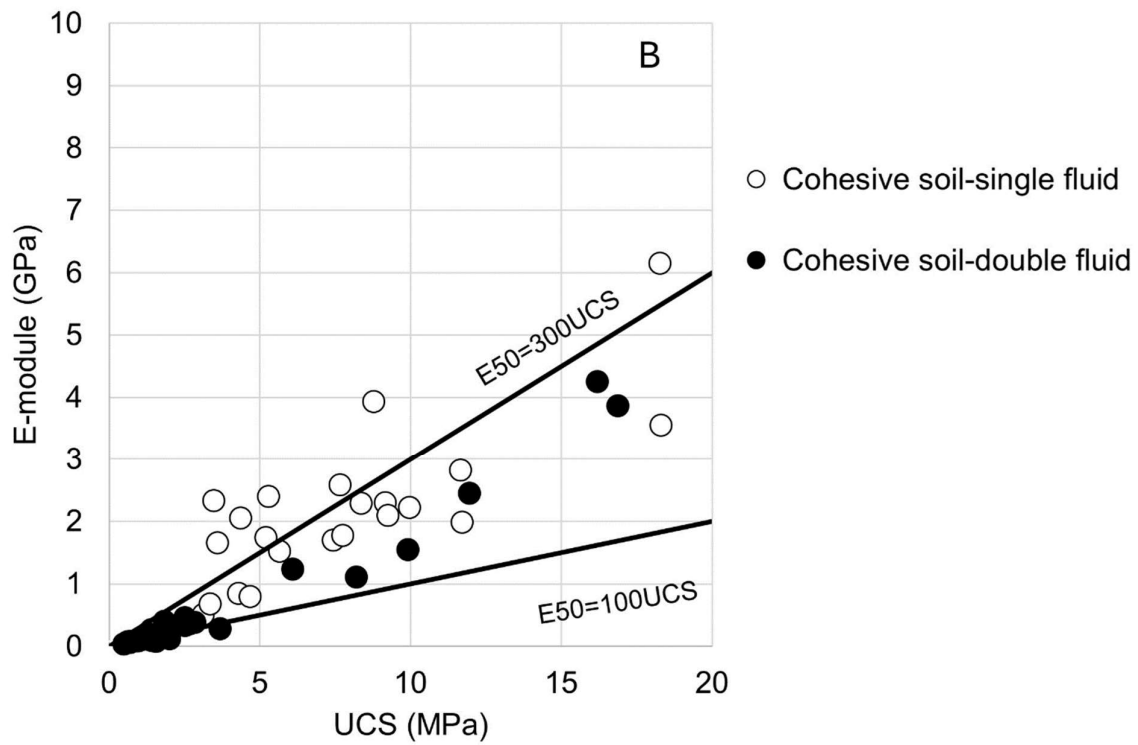 B
10
9
8
7
6
5
4
3
2
1
0
E-module (GPa)
E50=300UCS
E50=100UCS
0 5 10 15 20
UCS (MPa)
Cohesive soil-single fluid
Cohesive soil-double fluid